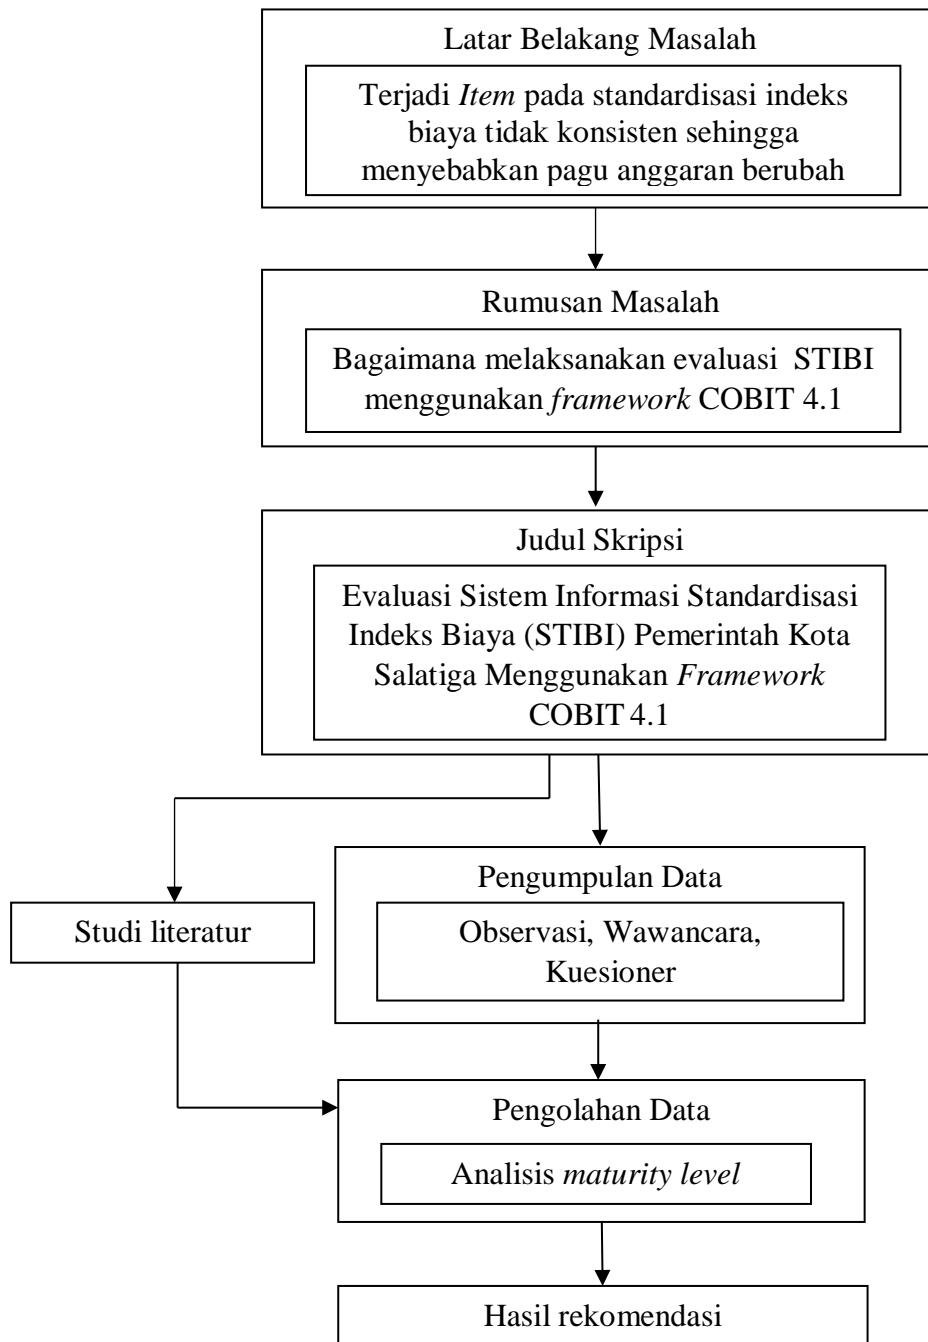 Latar Belakang Masalah
Terjadi Item pada standardisasi indeks
biaya tidak konsisten sehingga
menyebabkan pagu anggaran berubah
Rumusan Masalah
Bagaimana melaksanakan evaluasi STIBI
menggunakan framework COBIT 4.1
Judul Skripsi
Evaluasi Sistem Informasi Standardisasi
Indeks Biaya (STIBI) Pemerintah Kota
Salatiga Menggunakan Framework
COBIT 4.1
Pengumpulan Data
Studi literatur
Observasi, Wawancara,
Kuesioner
Pengolahan Data
Analisis maturity level
Hasil rekomendasi